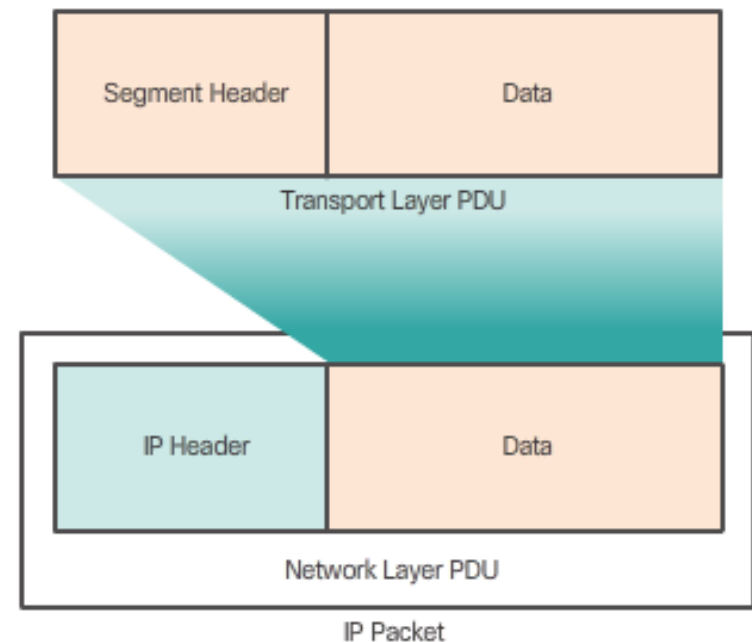 Segment Header
Data
Transport Layer PDU
IP Header
Data
Network Layer PDU
IP Packet